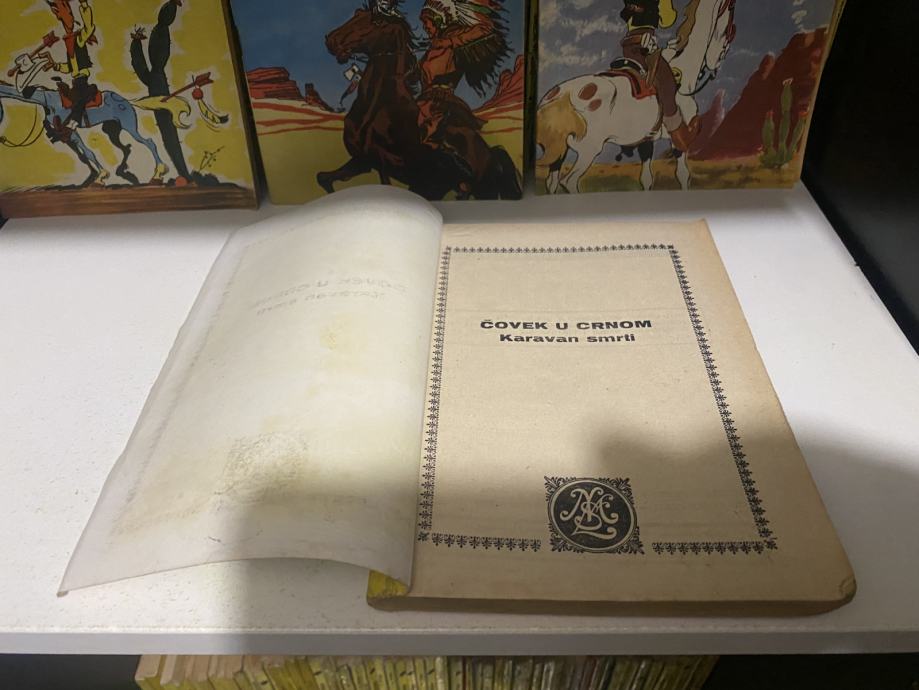 ČOVEK U CRNOM
Karavan smrti